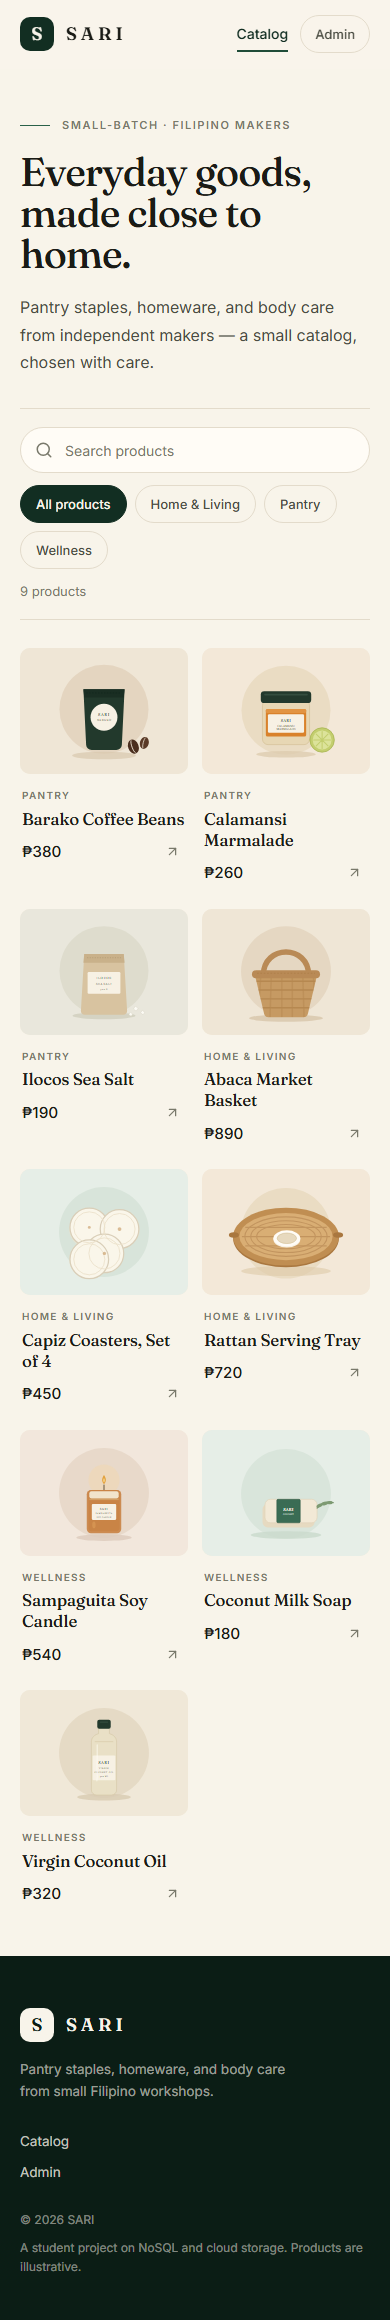 S SARI
Catalog
Admin
SMALL-BATCH · FILIPINO MAKERS
Everyday goods,
made close to
home.
Pantry staples, homeware, and body care
from independent makers — a small catalog,
chosen with care.
Search products
All products
Home & Living
Pantry
Wellness
9 products
SARI
SARI
PANTRY
Barako Coffee Beans
₱380
PANTRY
Calamansi
Marmalade
₱260
PANTRY
Ilocos Sea Salt
₱190
HOME & LIVING
Abaca Market
Basket
₱890
HOME & LIVING
Capiz Coasters, Set
of 4
₱450
HOME & LIVING
Rattan Serving Tray
₱720
SARI
SARI
WELLNESS
Sampaguita Soy
Candle
₱540
WELLNESS
Coconut Milk Soap
₱180
SARI
WELLNESS
Virgin Coconut Oil
₱320
S SARI
Pantry staples, homeware, and body care
from small Filipino workshops.
Catalog
Admin
© 2026 SARI
A student project on NoSQL and cloud storage. Products are
illustrative.